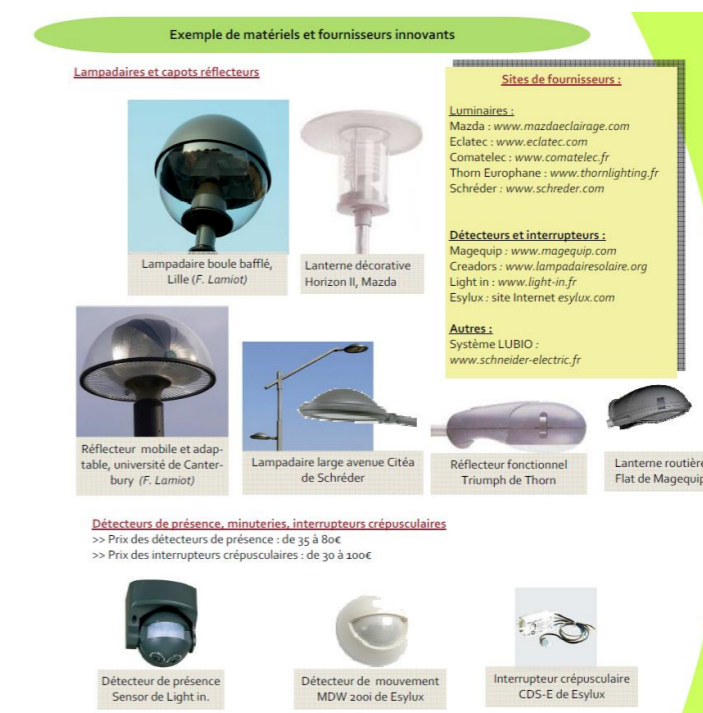 Exemple de matériels et fournisseurs innovants
Lampadaires et capots réflecteurs
Lampadaire boule bafflé,
Lille (F. Lamiot)
Lanterne décorative
Horizon II, Mazda
Sites de fournisseurs :
Luminaires :
Mazda : www.mazdaeclairage.com
Eclatec : www.eclatec.com
Comatelec : www.comatelec.fr
Thorn Europhane : www.thornlighting.fr
Schréder : www.schreder.com
Détecteurs et interrupteurs :
Magequip : www.magequip.com
Creadors : www.lampadairesolaire.org
Light in : www.light-in.fr
Esylux : site Internet esylux.com
Autres :
Système LUBIO :
www.schneider-electric.fr
Réflecteur mobile et adap-
table, université de Canter-
bury (F. Lamiot)
Lampadaire large avenue Citéa
de Schréder
Réflecteur fonctionnel
Triumph de Thorn
Lanterne routière
Flat de Magequip
Détecteurs de présence, minuteries, interrupteurs crépusculaires
>> Prix des détecteurs de présence : de 35 à 80€
>> Prix des interrupteurs crépusculaires : de 30 à 100€
Détecteur de présence
Sensor de Light in.
Détecteur de mouvement
MDW 200i de Esylux
Interrupteur crépusculaire
CDS-E de Esylux